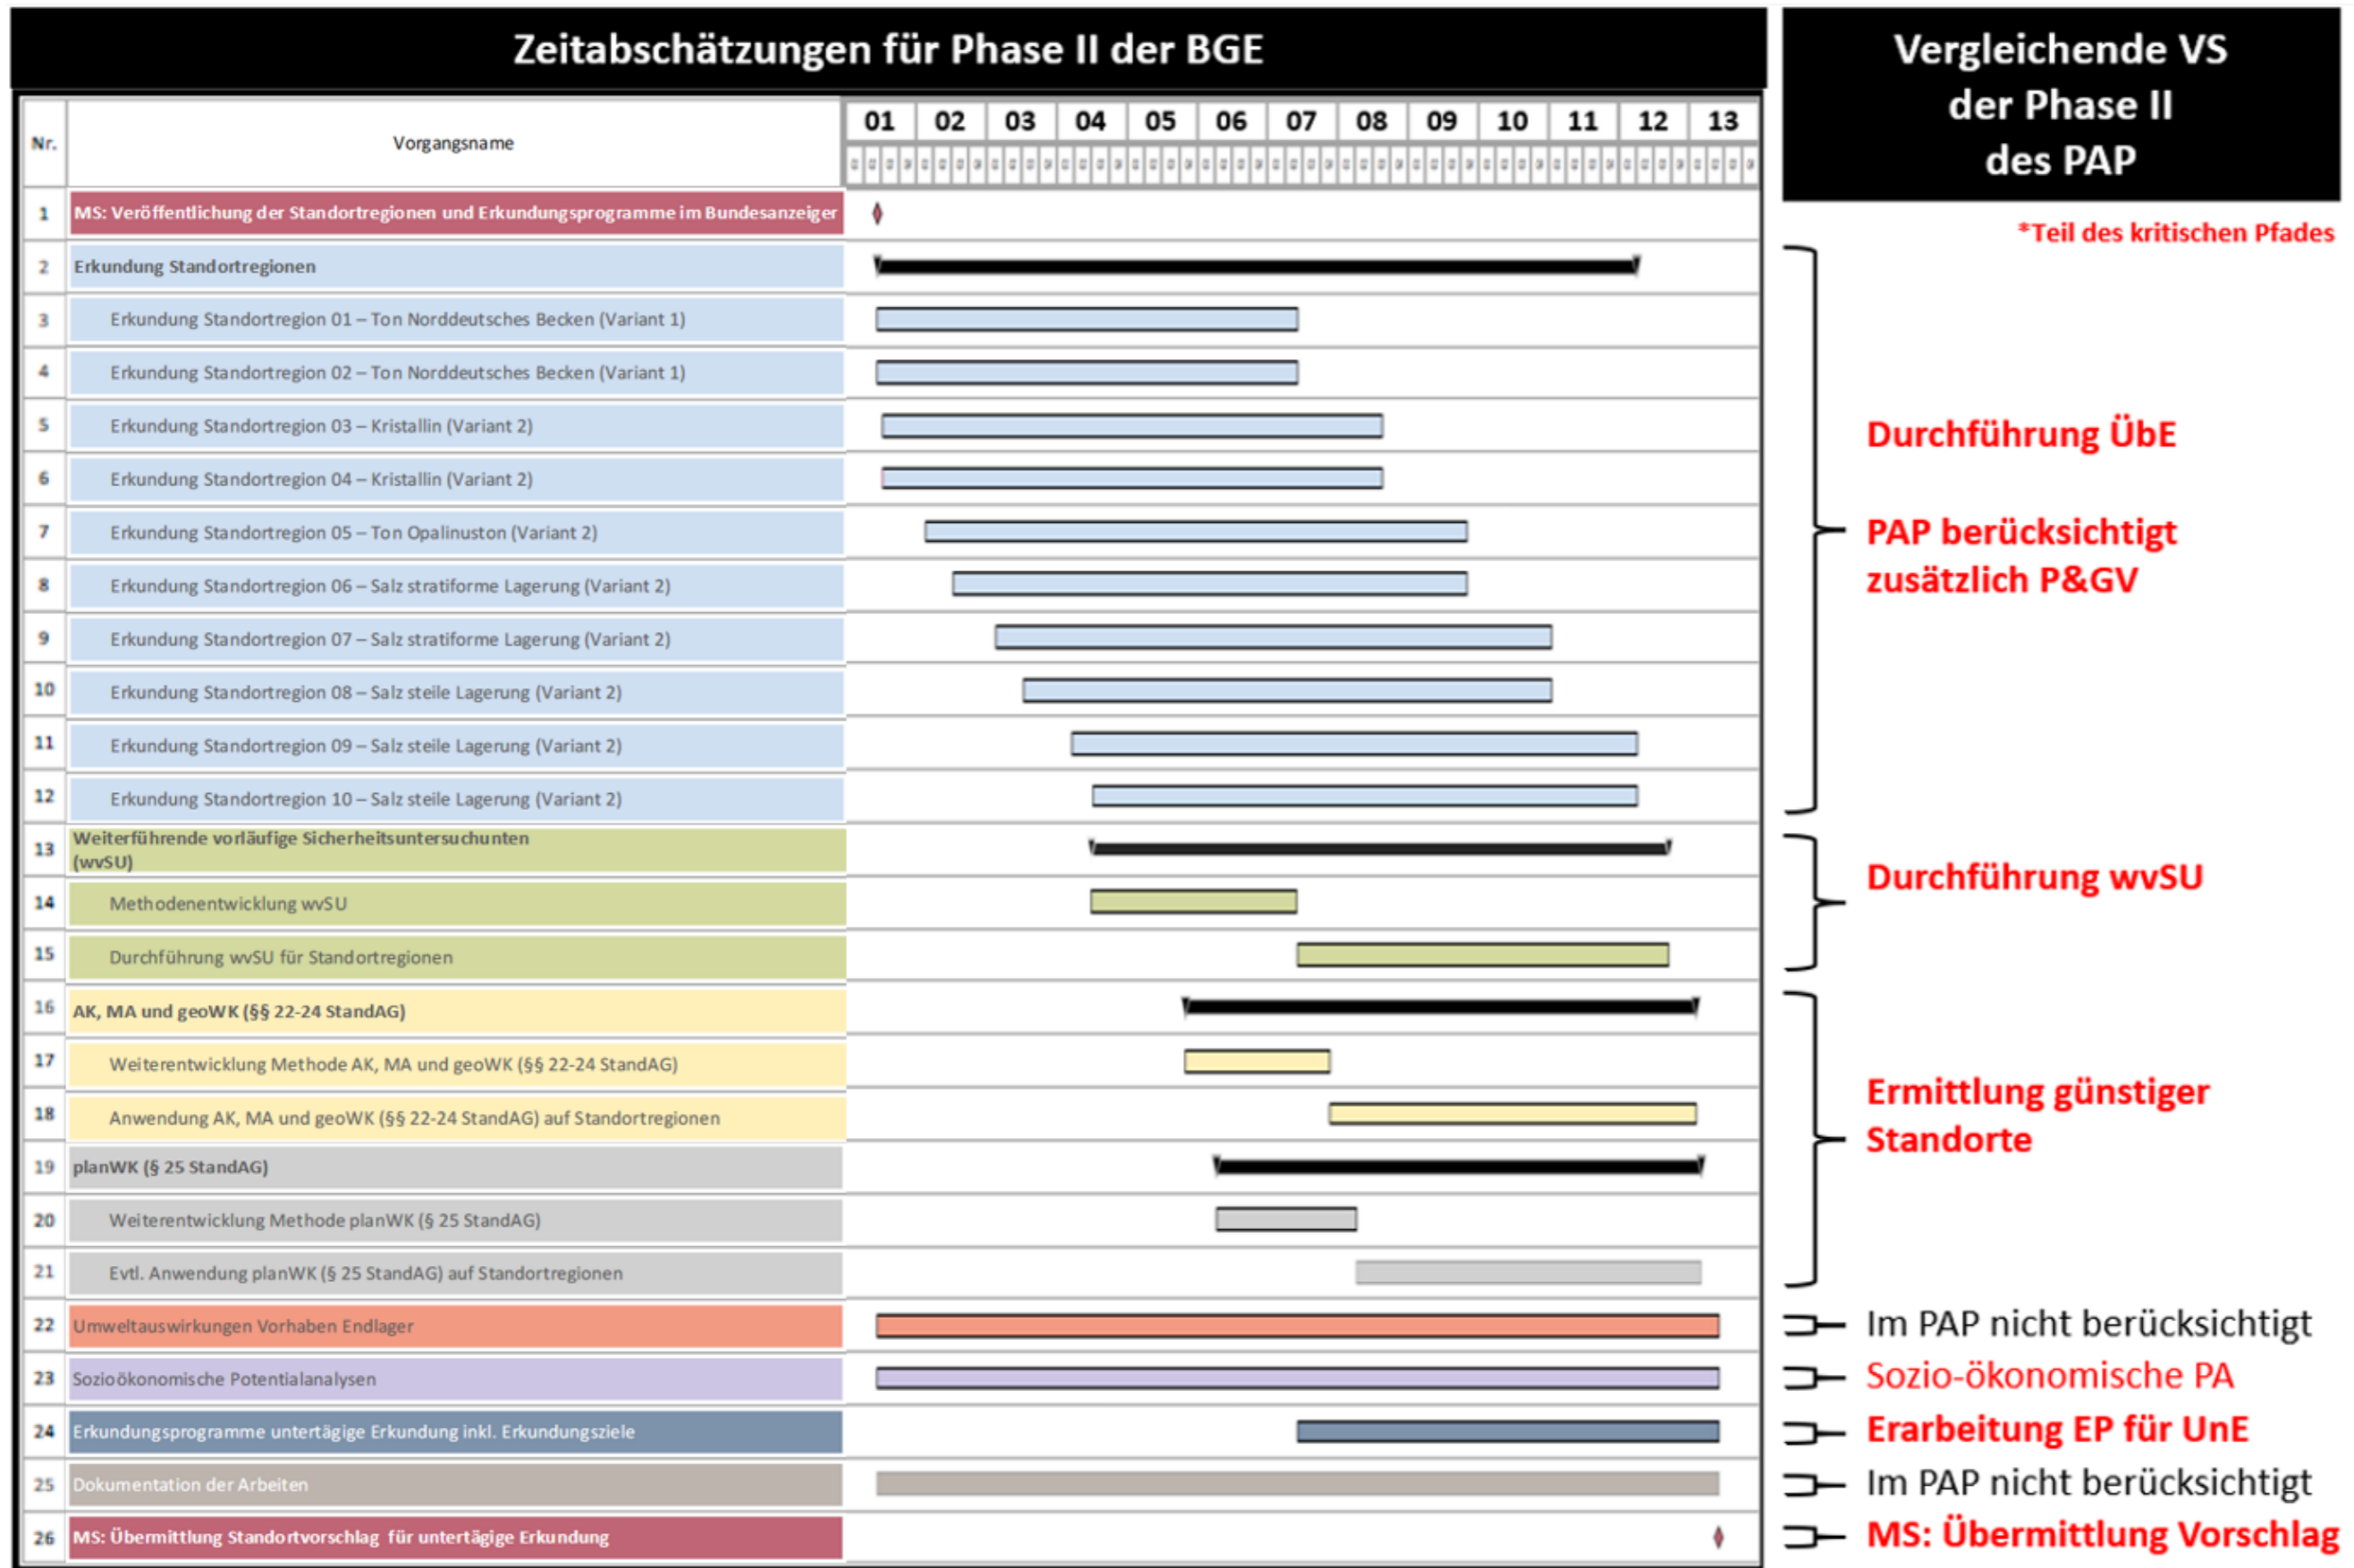 Zeitabschätzungen für Phase II der BGE
Vergleichende VS
der Phase II
des PAP
*Teil des kritischen Pfades
Nr. Vorgangsname 01 02 03 04 05 06 07 08 09 10 11 12 13
1 MS: Veröffentlichung der Standortregionen und Erkundungsprogramme im Bundesanzeiger
2 Erkundung Standortregionen
3 Erkundung Standortregion 01 – Ton Norddeutsches Becken (Variant 1)
4 Erkundung Standortregion 02 – Ton Norddeutsches Becken (Variant 1)
5 Erkundung Standortregion 03 – Kristallin (Variant 2)
6 Erkundung Standortregion 04 – Kristallin (Variant 2)
7 Erkundung Standortregion 05 – Ton Opalinuston (Variant 2)
8 Erkundung Standortregion 06 – Salz stratiforme Lagerung (Variant 2)
9 Erkundung Standortregion 07 – Salz stratiforme Lagerung (Variant 2)
10 Erkundung Standortregion 08 – Salz steile Lagerung (Variant 2)
11 Erkundung Standortregion 09 – Salz steile Lagerung (Variant 2)
12 Erkundung Standortregion 10 – Salz steile Lagerung (Variant 2)
Durchführung ÜbE
PAP berücksichtigt
zusätzlich P&GV
13 Weiterführende vorläufige Sicherheitsuntersuchunten
(wvSU)
14 Methodenentwicklung wvSU
15 Durchführung wvSU für Standortregionen
Durchführung wvSU
16 AK, MA und geoWK (§§ 22-24 StandAG)
17 Weiterentwicklung Methode AK, MA und geoWK (§§ 22-24 StandAG)
18 Anwendung AK, MA und geoWK (§§ 22-24 StandAG) auf Standortregionen
19 planWK (§ 25 StandAG)
20 Weiterentwicklung Methode planWK (§ 25 StandAG)
21 Evtl. Anwendung planWK (§ 25 StandAG) auf Standortregionen
Ermittlung günstiger
Standorte
22 Umweltauswirkungen Vorhaben Endlager
Im PAP nicht berücksichtigt
23 Sozioökonomische Potentialanalysen
Sozio-ökonomische PA
24 Erkundungsprogramme untertägige Erkundung inkl. Erkundungsziele
Erarbeitung EP für UnE
25 Dokumentation der Arbeiten
Im PAP nicht berücksichtigt
26 MS: Übermittlung Standortvorschlag für untertägige Erkundung
MS: Übermittlung Vorschlag